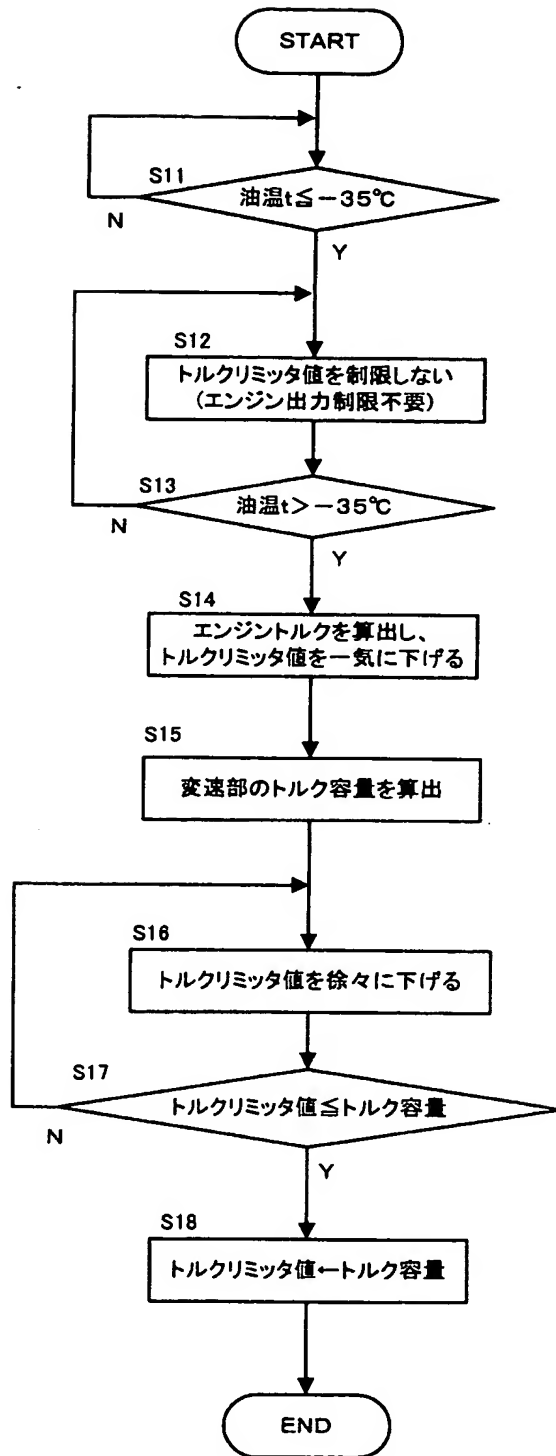 START
S11
油温t≦-35℃
N
Y
S12
トルクリミッタ値を制限しない
(エンジン出力制限不要)
S13
油温t>-35℃
N
Y
S14
エンジントルクを算出し、
トルクリミッタ値を一気に下げる
S15
変速部のトルク容量を算出
S16
トルクリミッタ値を徐々に下げる
S17
トルクリミッタ値≦トルク容量
N
Y
S18
トルクリミッタ値←トルク容量
END